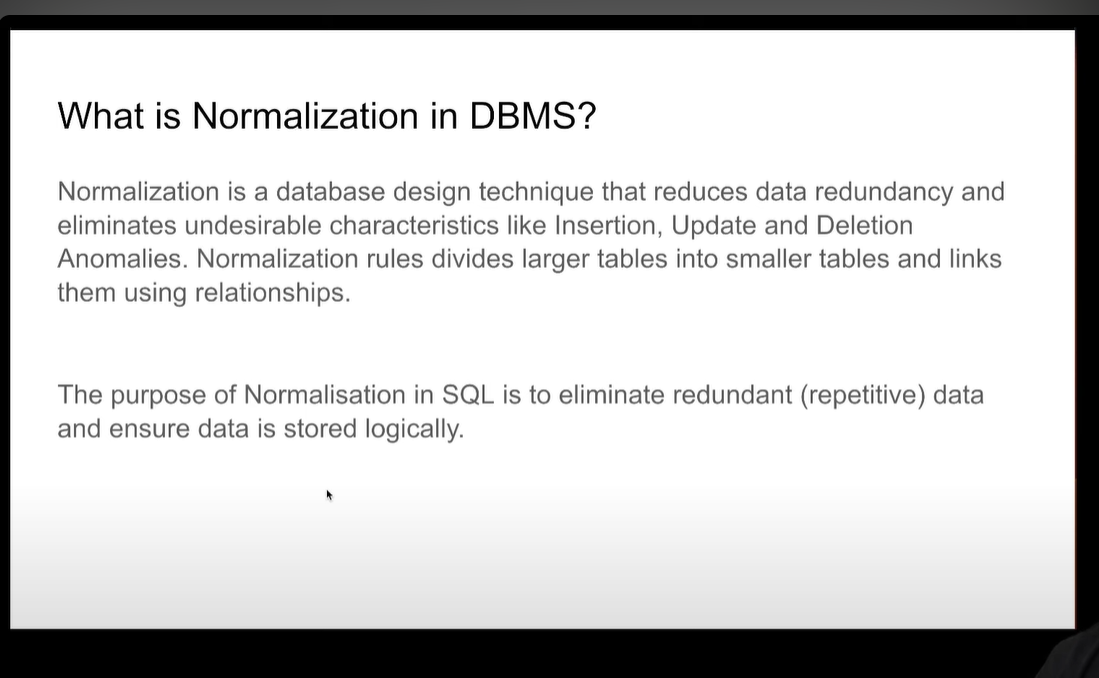 What is Normalization in DBMS?
Normalization is a database design technique that reduces data redundancy and
eliminates undesirable characteristics like Insertion, Update and Deletion
Anomalies. Normalization rules divides larger tables into smaller tables and links
them using relationships.
The purpose of Normalisation in SQL is to eliminate redundant (repetitive) data
and ensure data is stored logically.